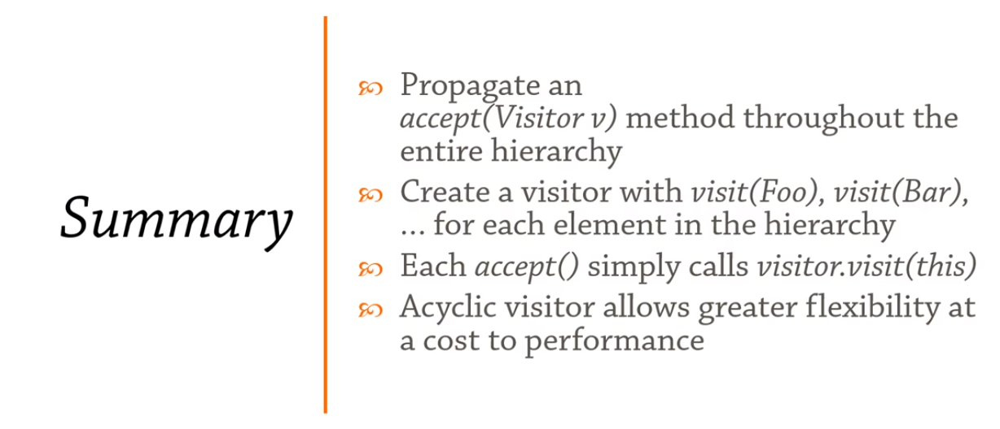 Summary
Propagate an
accept(Visitor v) method throughout the
entire hierarchy
Create a visitor with visit(Foo), visit(Bar),
... for each element in the hierarchy
Each accept() simply calls visitor.visit(this)
Acyclic visitor allows greater flexibility at
a cost to performance